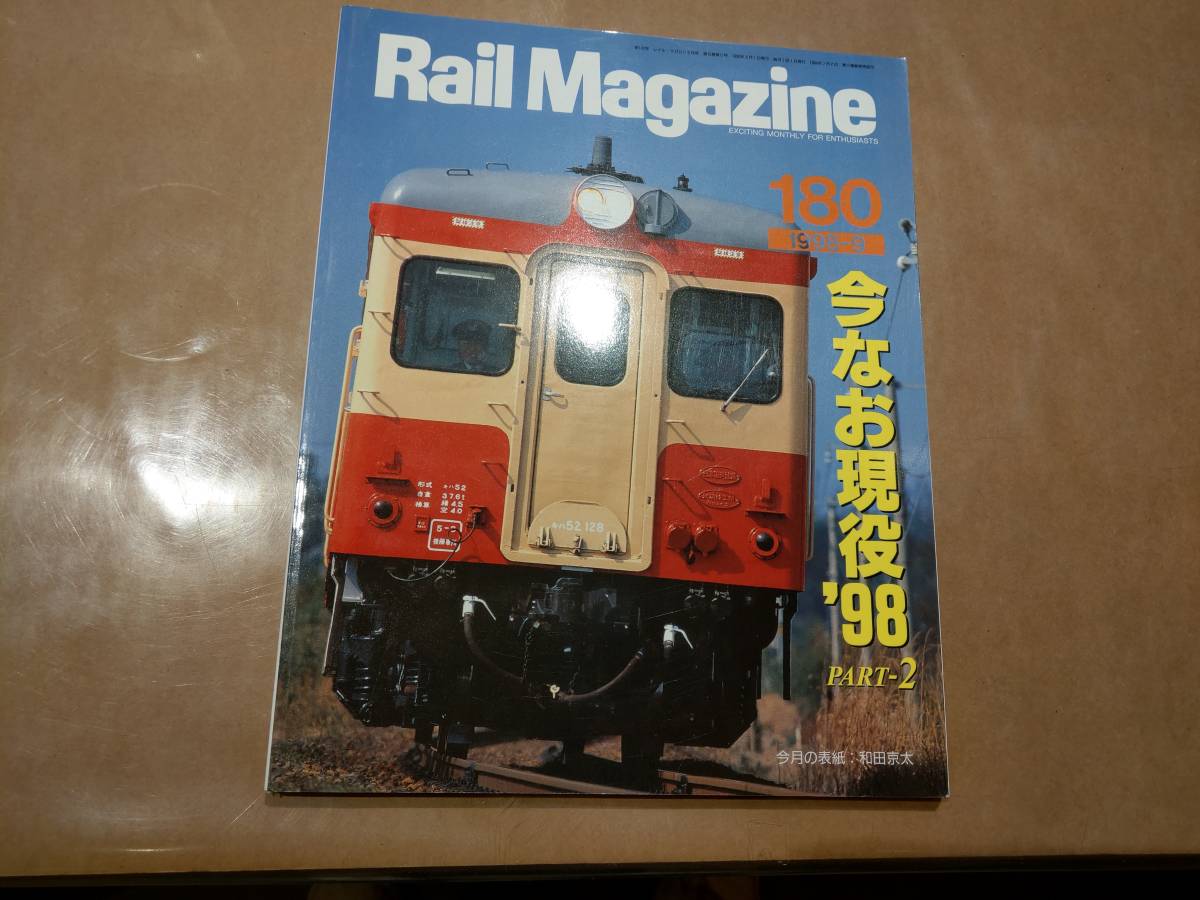 Rail Magazine
EXCITING MONTHLY FOR ENTHUSIASTS
180
1998-9
今なお現役
'98
PART-2
形式 キハ52
自重 37.6t
換算 積4.5
空4.0
キハ52 128
今月の表紙：和田京太